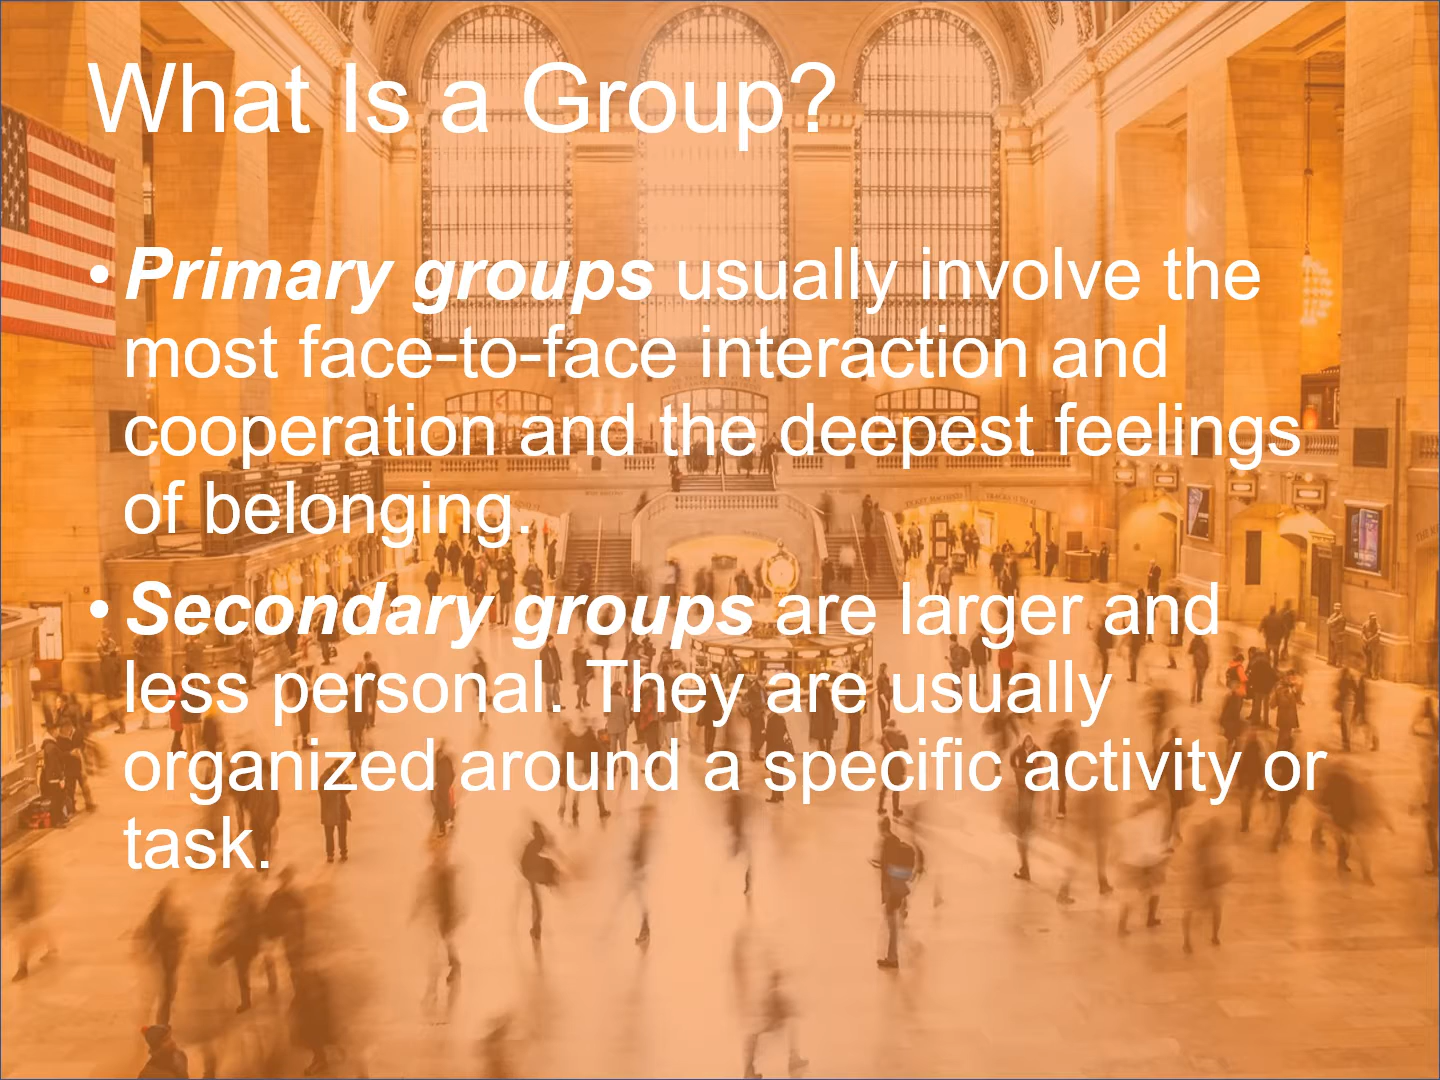 What Is a Group?
• Primary groups usually involve the
most face-to-face interaction and
cooperation and the deepest feelings
of belonging.
• Secondary groups are larger and
less personal. They are usually
organized around a specific activity or
task.